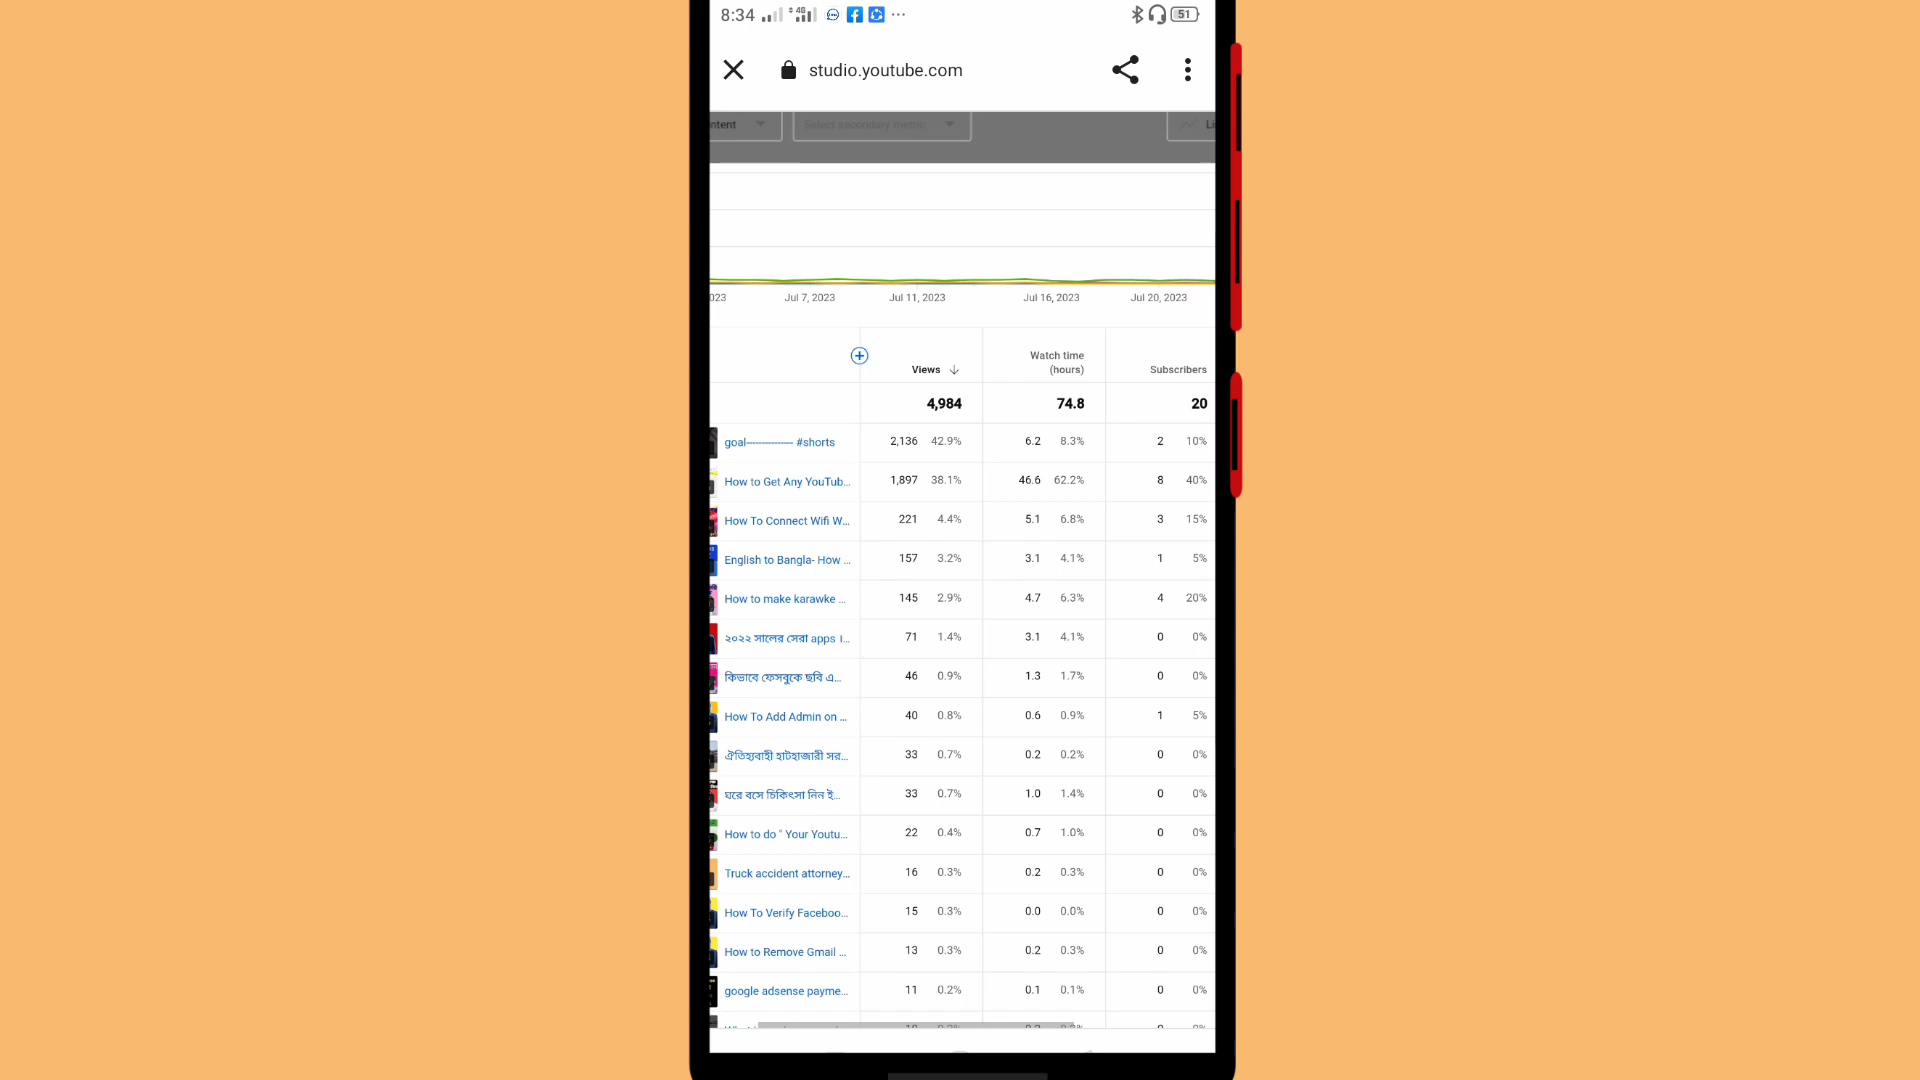 8:34 4G 51
studio.youtube.com
ntent Select secondary metric Li
023 Jul 7, 2023 Jul 11, 2023 Jul 16, 2023 Jul 20, 2023
Views Watch time (hours) Subscribers
4,984 74.8 20
goal--------------- #shorts 2,136 42.9% 6.2 8.3% 2 10%
How to Get Any YouTub... 1,897 38.1% 46.6 62.2% 8 40%
How To Connect Wifi W... 221 4.4% 5.1 6.8% 3 15%
English to Bangla- How ... 157 3.2% 3.1 4.1% 1 5%
How to make karawke ... 145 2.9% 4.7 6.3% 4 20%
২০২২ সালের সেরা apps ।... 71 1.4% 3.1 4.1% 0 0%
কিভাবে ফেসবুকে ছবি এ... 46 0.9% 1.3 1.7% 0 0%
How To Add Admin on ... 40 0.8% 0.6 0.9% 1 5%
ঐতিহ্যবাহী হাটহাজারী সর... 33 0.7% 0.2 0.2% 0 0%
ঘরে বসে চিকিৎসা নিন ই... 33 0.7% 1.0 1.4% 0 0%
How to do " Your Youtu... 22 0.4% 0.7 1.0% 0 0%
Truck accident attorney... 16 0.3% 0.2 0.3% 0 0%
How To Verify Faceboo... 15 0.3% 0.0 0.0% 0 0%
How to Remove Gmail ... 13 0.3% 0.2 0.3% 0 0%
google adsense payme... 11 0.2% 0.1 0.1% 0 0%